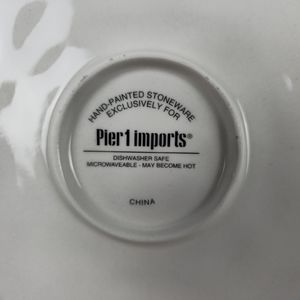 HAND-PAINTED STONEWARE
EXCLUSIVELY FOR
Pier 1 imports®
DISHWASHER SAFE
MICROWAVEABLE - MAY BECOME HOT
CHINA